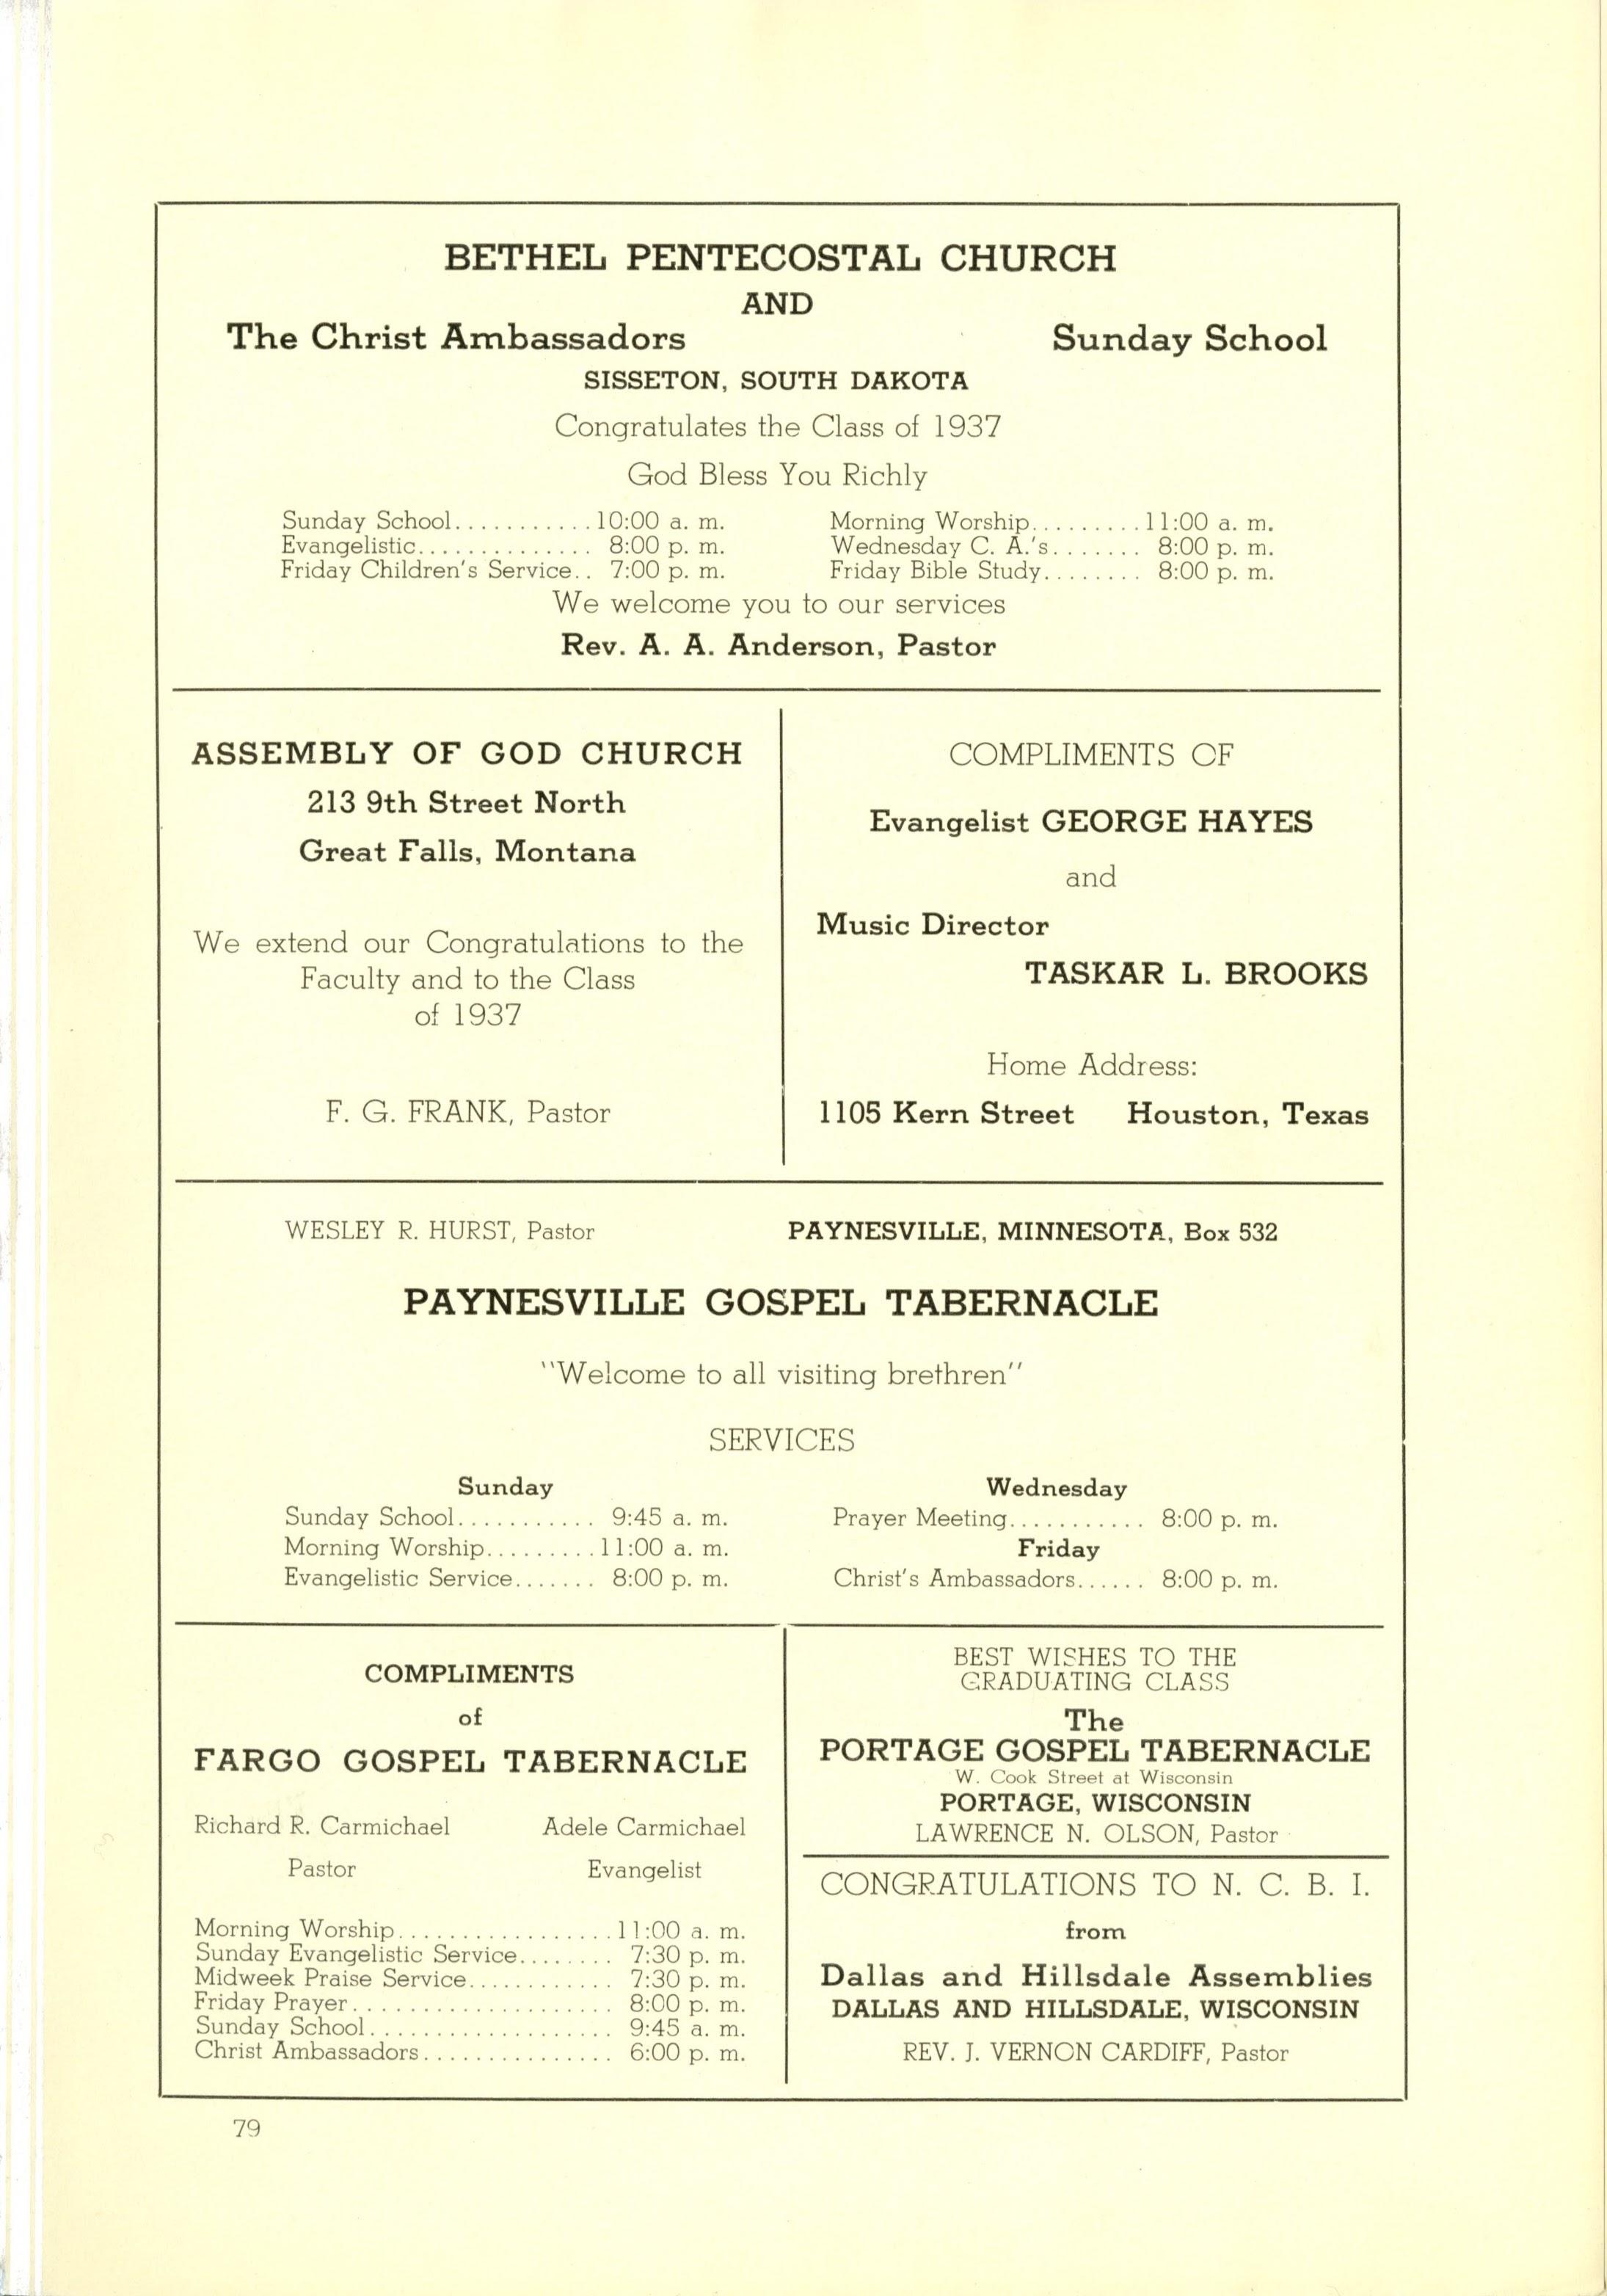 BETHEL PENTECOSTAL CHURCH
AND
The Christ Ambassadors Sunday School
SISSETON, SOUTH DAKOTA
Congratulates the Class of 1937
God Bless You Richly
Sunday School........... 10:00 a. m. Morning Worship......... 11:00 a. m.
Evangelistic.............. 8:00 p. m. Wednesday C. A.'s....... 8:00 p. m.
Friday Children's Service.. 7:00 p. m. Friday Bible Study........ 8:00 p. m.
We welcome you to our services
Rev. A. A. Anderson, Pastor
ASSEMBLY OF GOD CHURCH
213 9th Street North
Great Falls, Montana
We extend our Congratulations to the
Faculty and to the Class
of 1937
F. G. FRANK, Pastor
COMPLIMENTS OF
Evangelist GEORGE HAYES
and
Music Director
TASKAR L. BROOKS
Home Address:
1105 Kern Street Houston, Texas
WESLEY R. HURST, Pastor PAYNESVILLE, MINNESOTA, Box 532
PAYNESVILLE GOSPEL TABERNACLE
"Welcome to all visiting brethren"
SERVICES
Sunday
Sunday School........... 9:45 a. m.
Morning Worship......... 11:00 a. m.
Evangelistic Service....... 8:00 p. m.
Wednesday
Prayer Meeting........... 8:00 p. m.
Friday
Christ's Ambassadors...... 8:00 p. m.
COMPLIMENTS
of
FARGO GOSPEL TABERNACLE
Richard R. Carmichael Adele Carmichael
Pastor Evangelist
Morning Worship................. 11:00 a. m.
Sunday Evangelistic Service........ 7:30 p. m.
Midweek Praise Service............ 7:30 p. m.
Friday Prayer.................... 8:00 p. m.
Sunday School................... 9:45 a. m.
Christ Ambassadors............... 6:00 p. m.
BEST WISHES TO THE
GRADUATING CLASS
The
PORTAGE GOSPEL TABERNACLE
W. Cook Street at Wisconsin
PORTAGE, WISCONSIN
LAWRENCE N. OLSON, Pastor
CONGRATULATIONS TO N. C. B. I.
from
Dallas and Hillsdale Assemblies
DALLAS AND HILLSDALE, WISCONSIN
REV. J. VERNON CARDIFF, Pastor
79